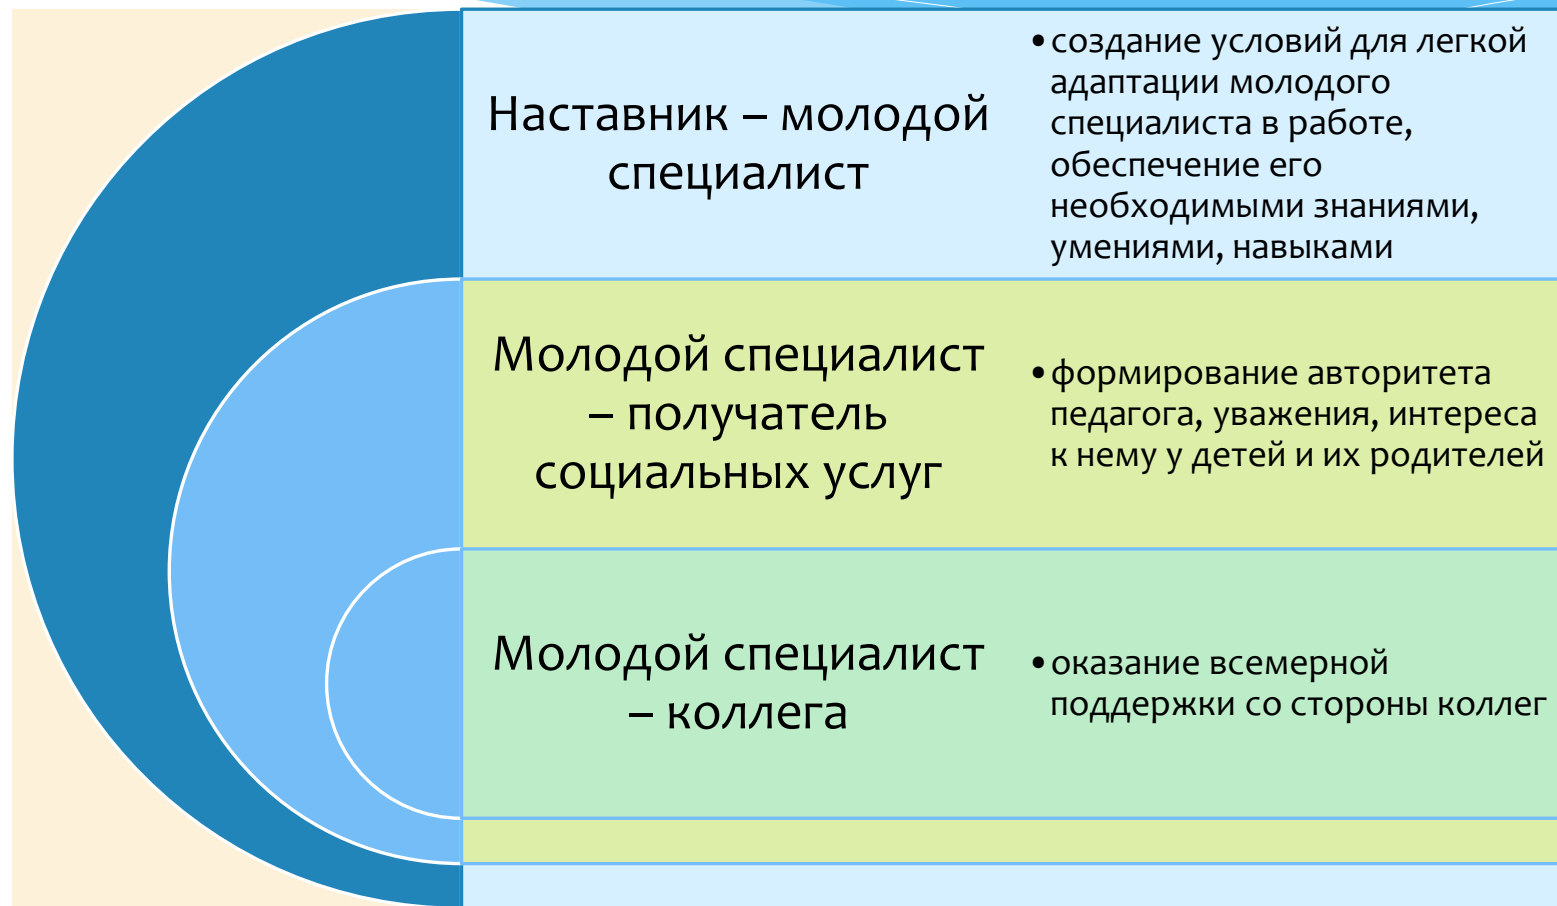 Наставник – молодой
специалист
•создание условий для легкой
адаптации молодого
специалиста в работе,
обеспечение его
необходимыми знаниями,
умениями, навыками
Молодой специалист
– получатель
социальных услуг
•формирование авторитета
педагога, уважения, интереса
к нему у детей и их родителей
Молодой специалист
– коллега
•оказание всемерной
поддержки со стороны коллег